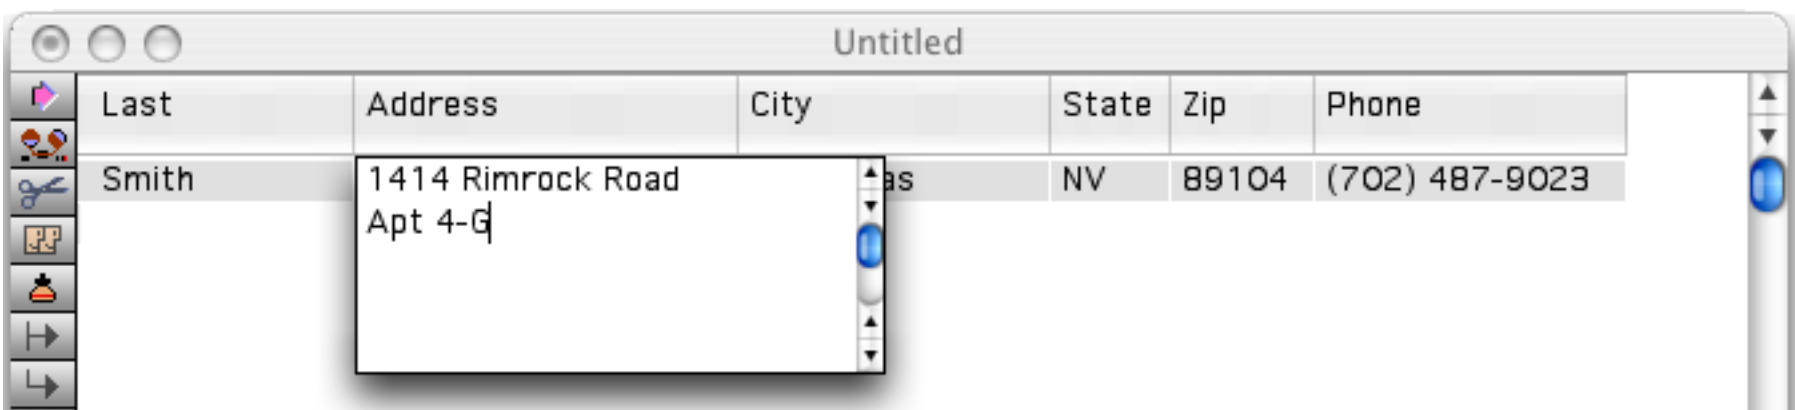 Untitled
Last Address City State Zip Phone
Smith 1414 Rimrock Road NV 89104 (702) 487-9023
Apt 4-G